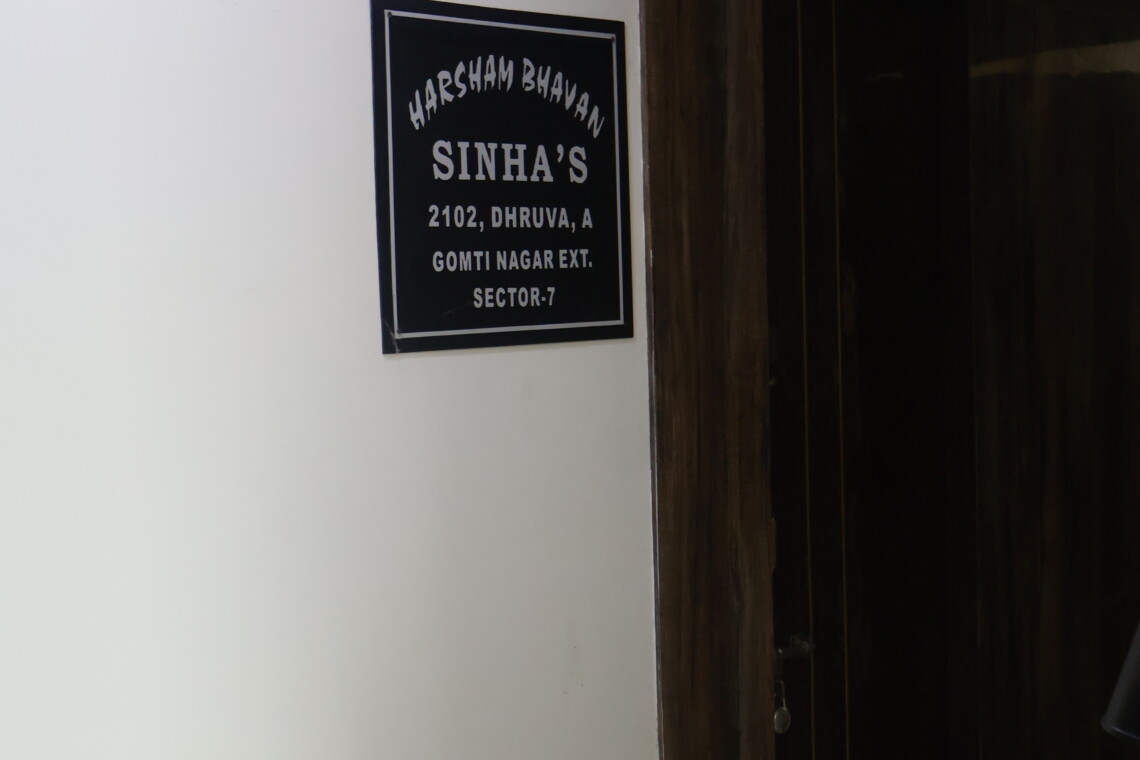 HARSHAM BHAVAN
SINHA'S
2102, DHRUVA, A
GOMTI NAGAR EXT.
SECTOR-7